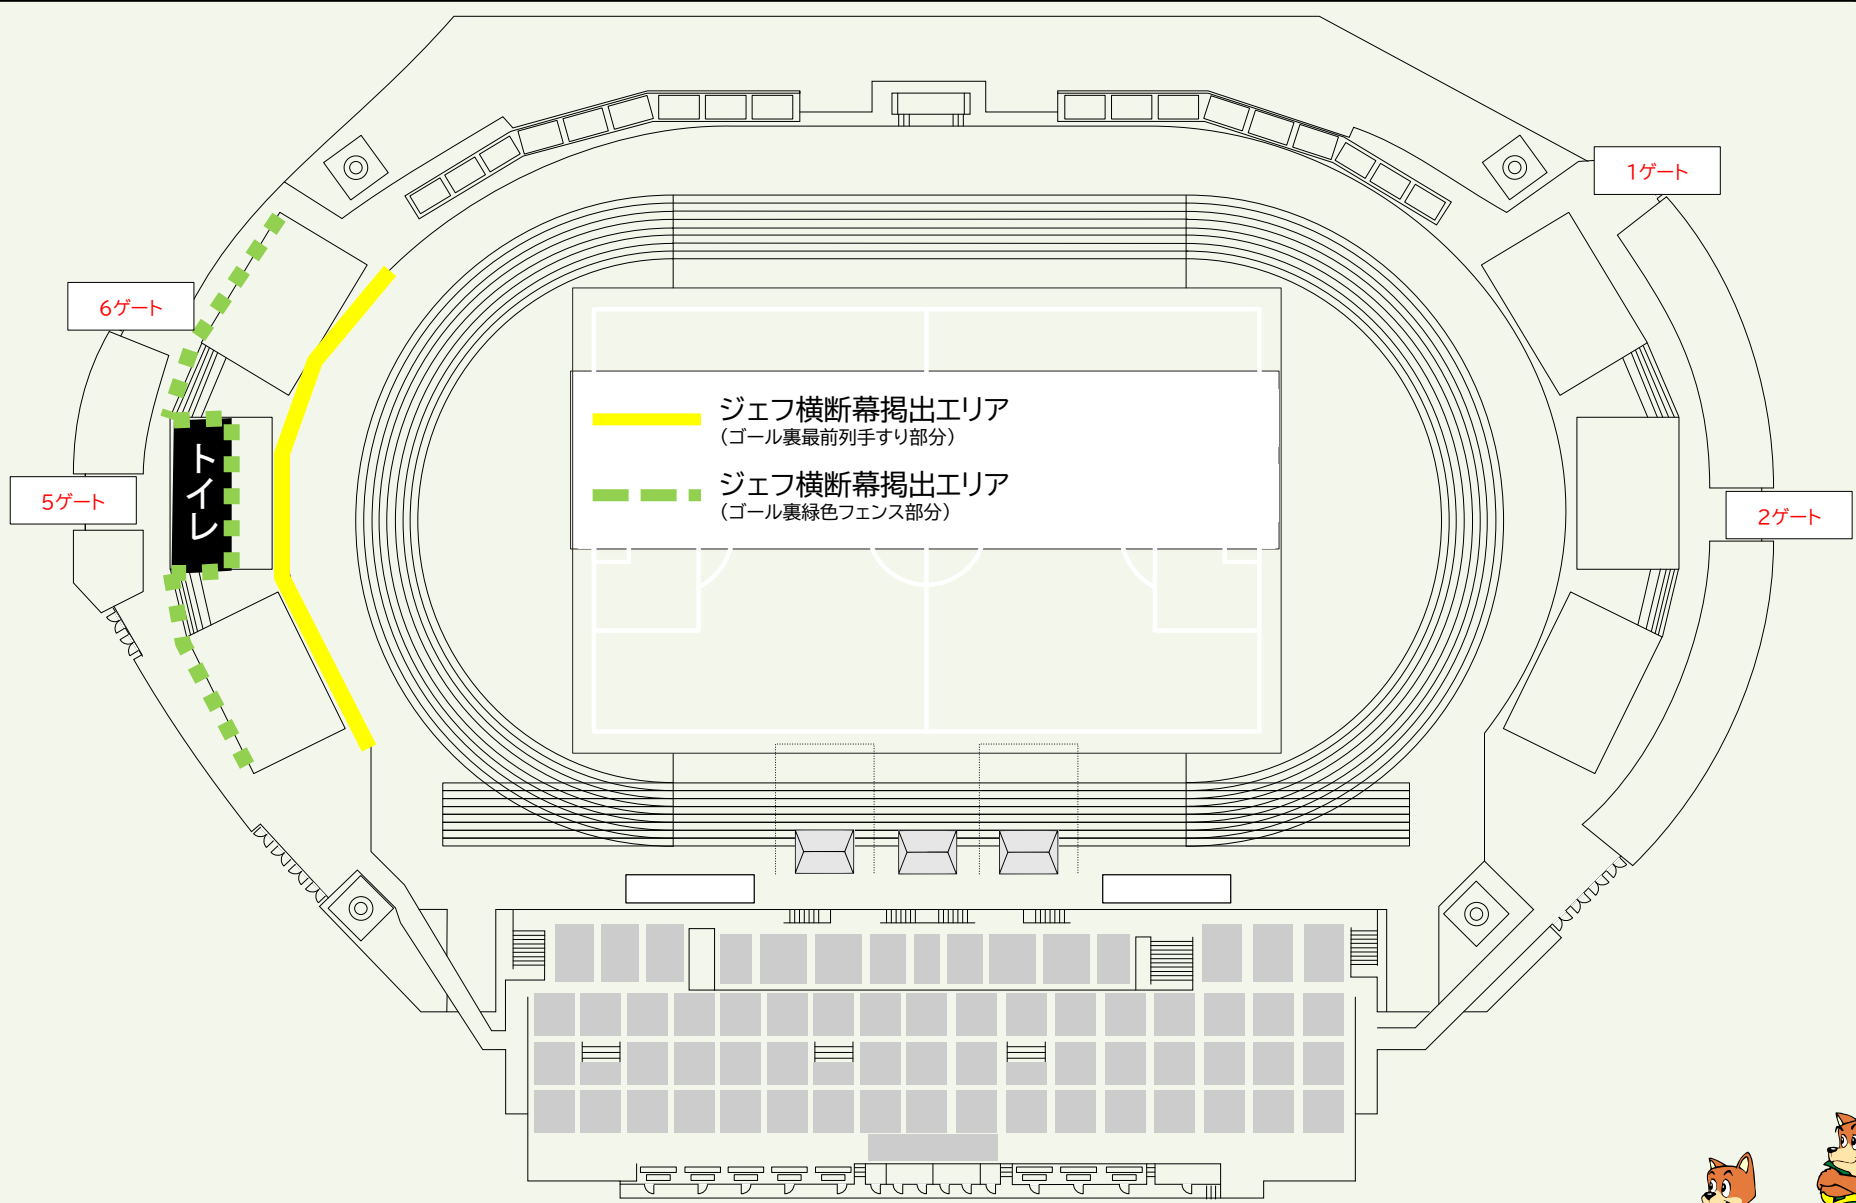 1ゲート
6ゲート
ジェフ横断幕掲出エリア
(ゴール裏最前列手すり部分)
トイレ
ジェフ横断幕掲出エリア
(ゴール裏緑色フェンス部分)
5ゲート
2ゲート